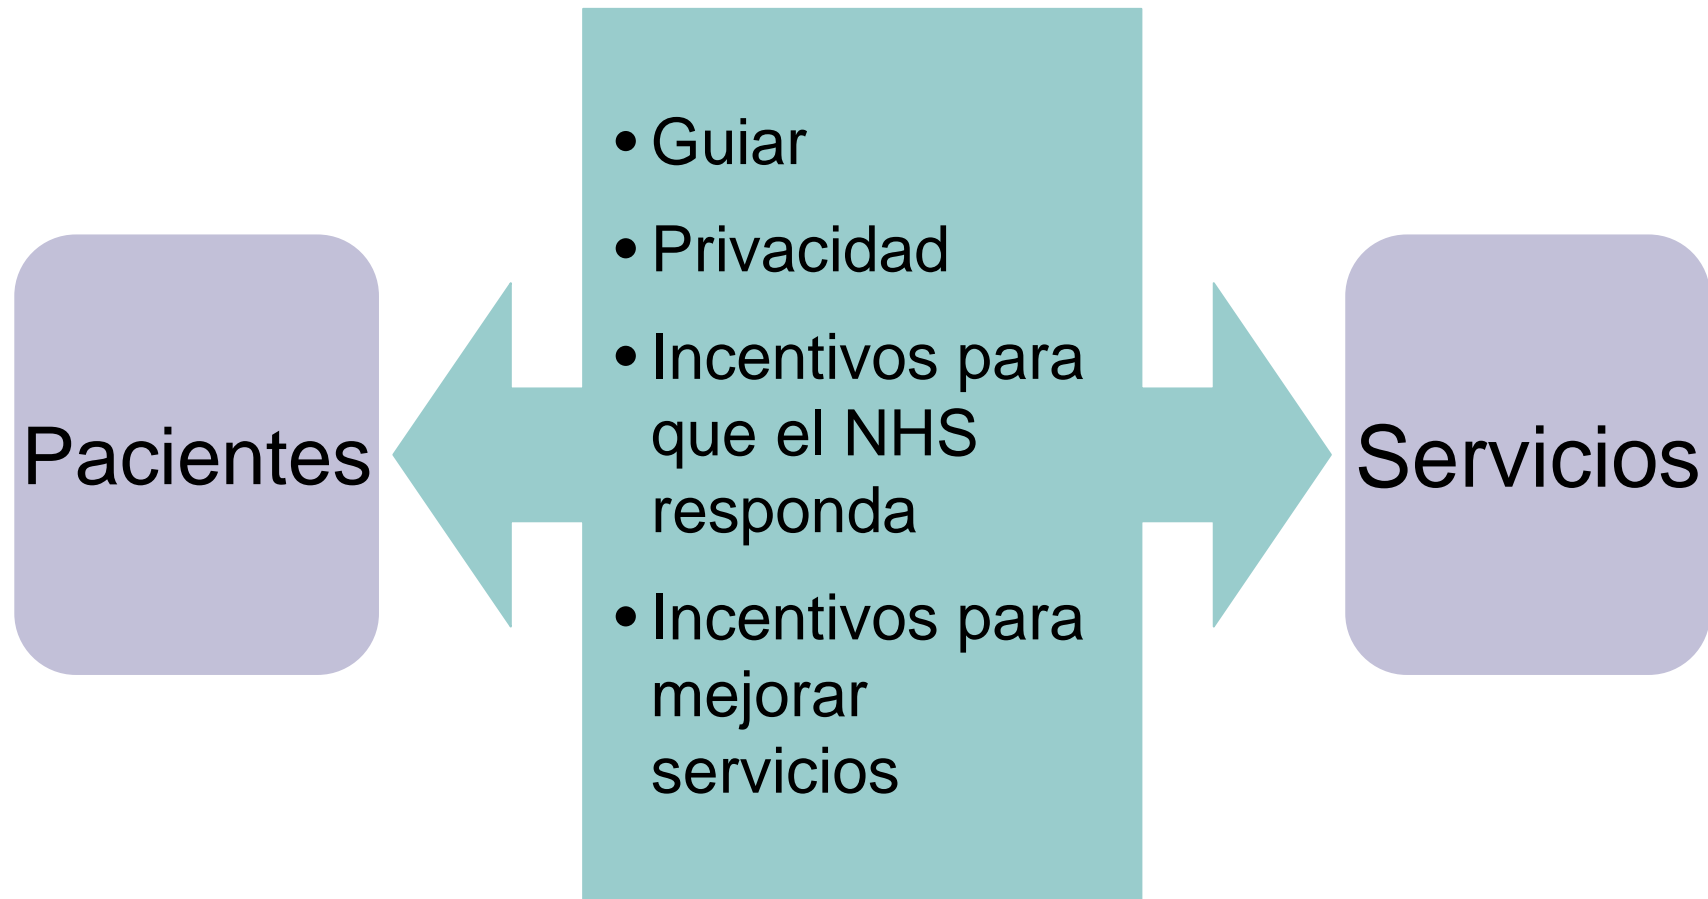 Pacientes
• Guiar
• Privacidad
• Incentivos para
que el NHS
responda
• Incentivos para
mejorar
servicios
Servicios